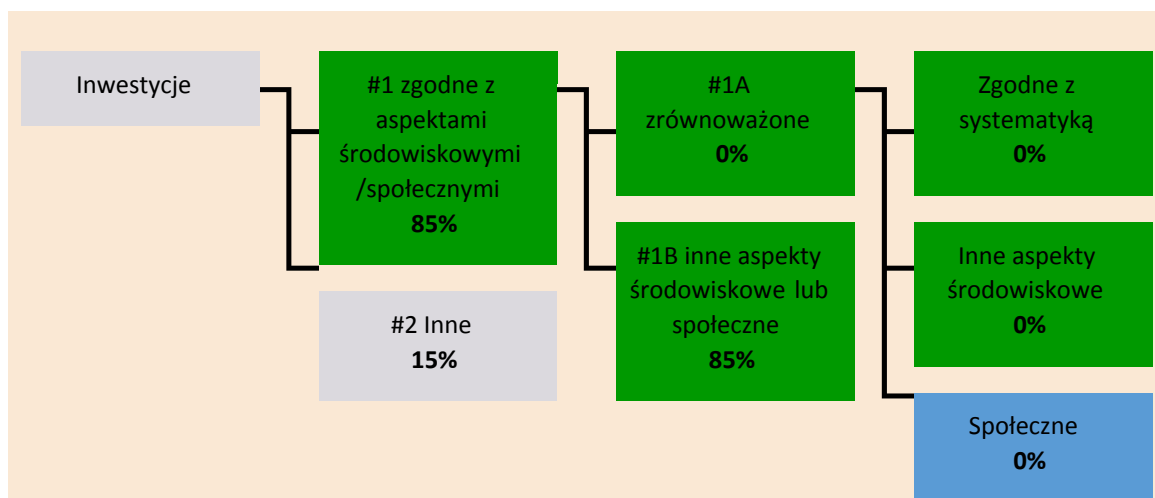 Inwestycje
#1 zgodne z
aspektami
środowiskowymi
/społecznymi
85%
#2 Inne
15%
#1A
zrównoważone
0%
#1B inne aspekty
środowiskowe lub
społeczne
85%
Zgodne z
systematyką
0%
Inne aspekty
środowiskowe
0%
Społeczne
0%